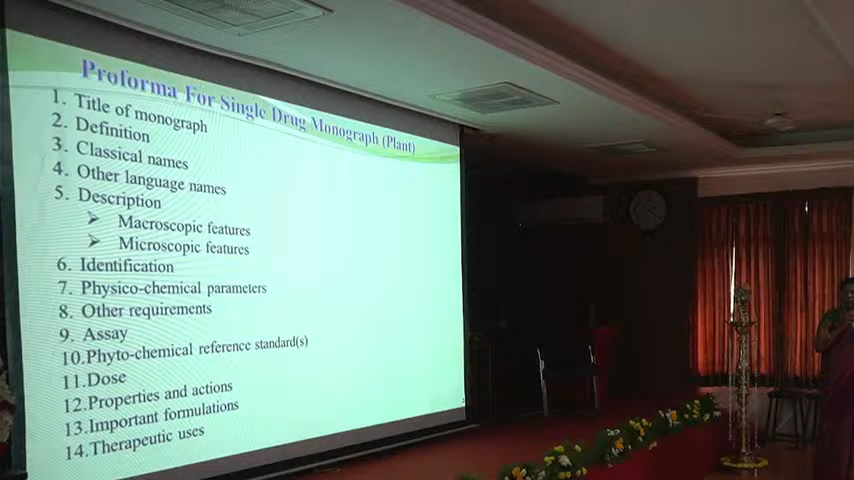 Proforma For Single Drug Monograph (Plant)
1. Title of monograph
2. Definition
3. Classical names
4. Other language names
5. Description
➢ Macroscopic features
➢ Microscopic features
6. Identification
7. Physico-chemical parameters
8. Other requirements
9. Assay
10.Phyto-chemical reference standard(s)
11.Dose
12.Properties and actions
13.Important formulations
14.Therapeutic uses